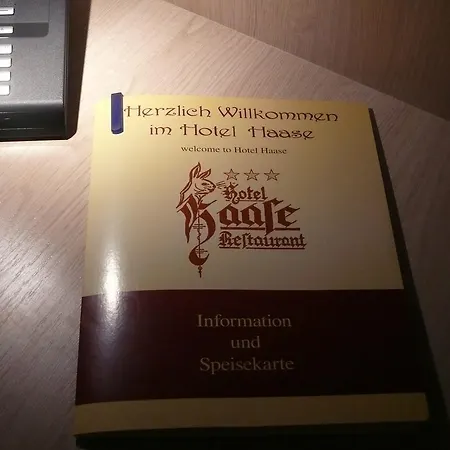 Herzlich Willkommen
im Hotel Haase
welcome to Hotel Haase
Hotel
Haase
Restaurant
Information
und
Speisekarte